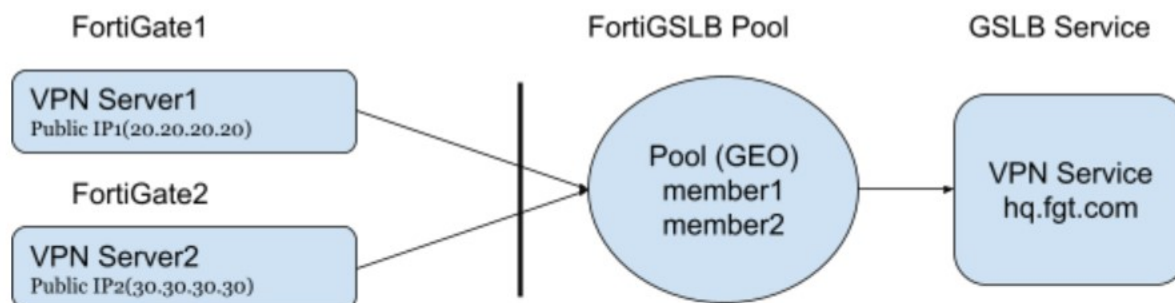 FortiGate1
VPN Server1
Public IP1(20.20.20.20)
FortiGate2
VPN Server2
Public IP2(30.30.30.30)
FortiGSLB Pool
Pool (GEO)
member1
member2
GSLB Service
VPN Service
hq.fgt.com